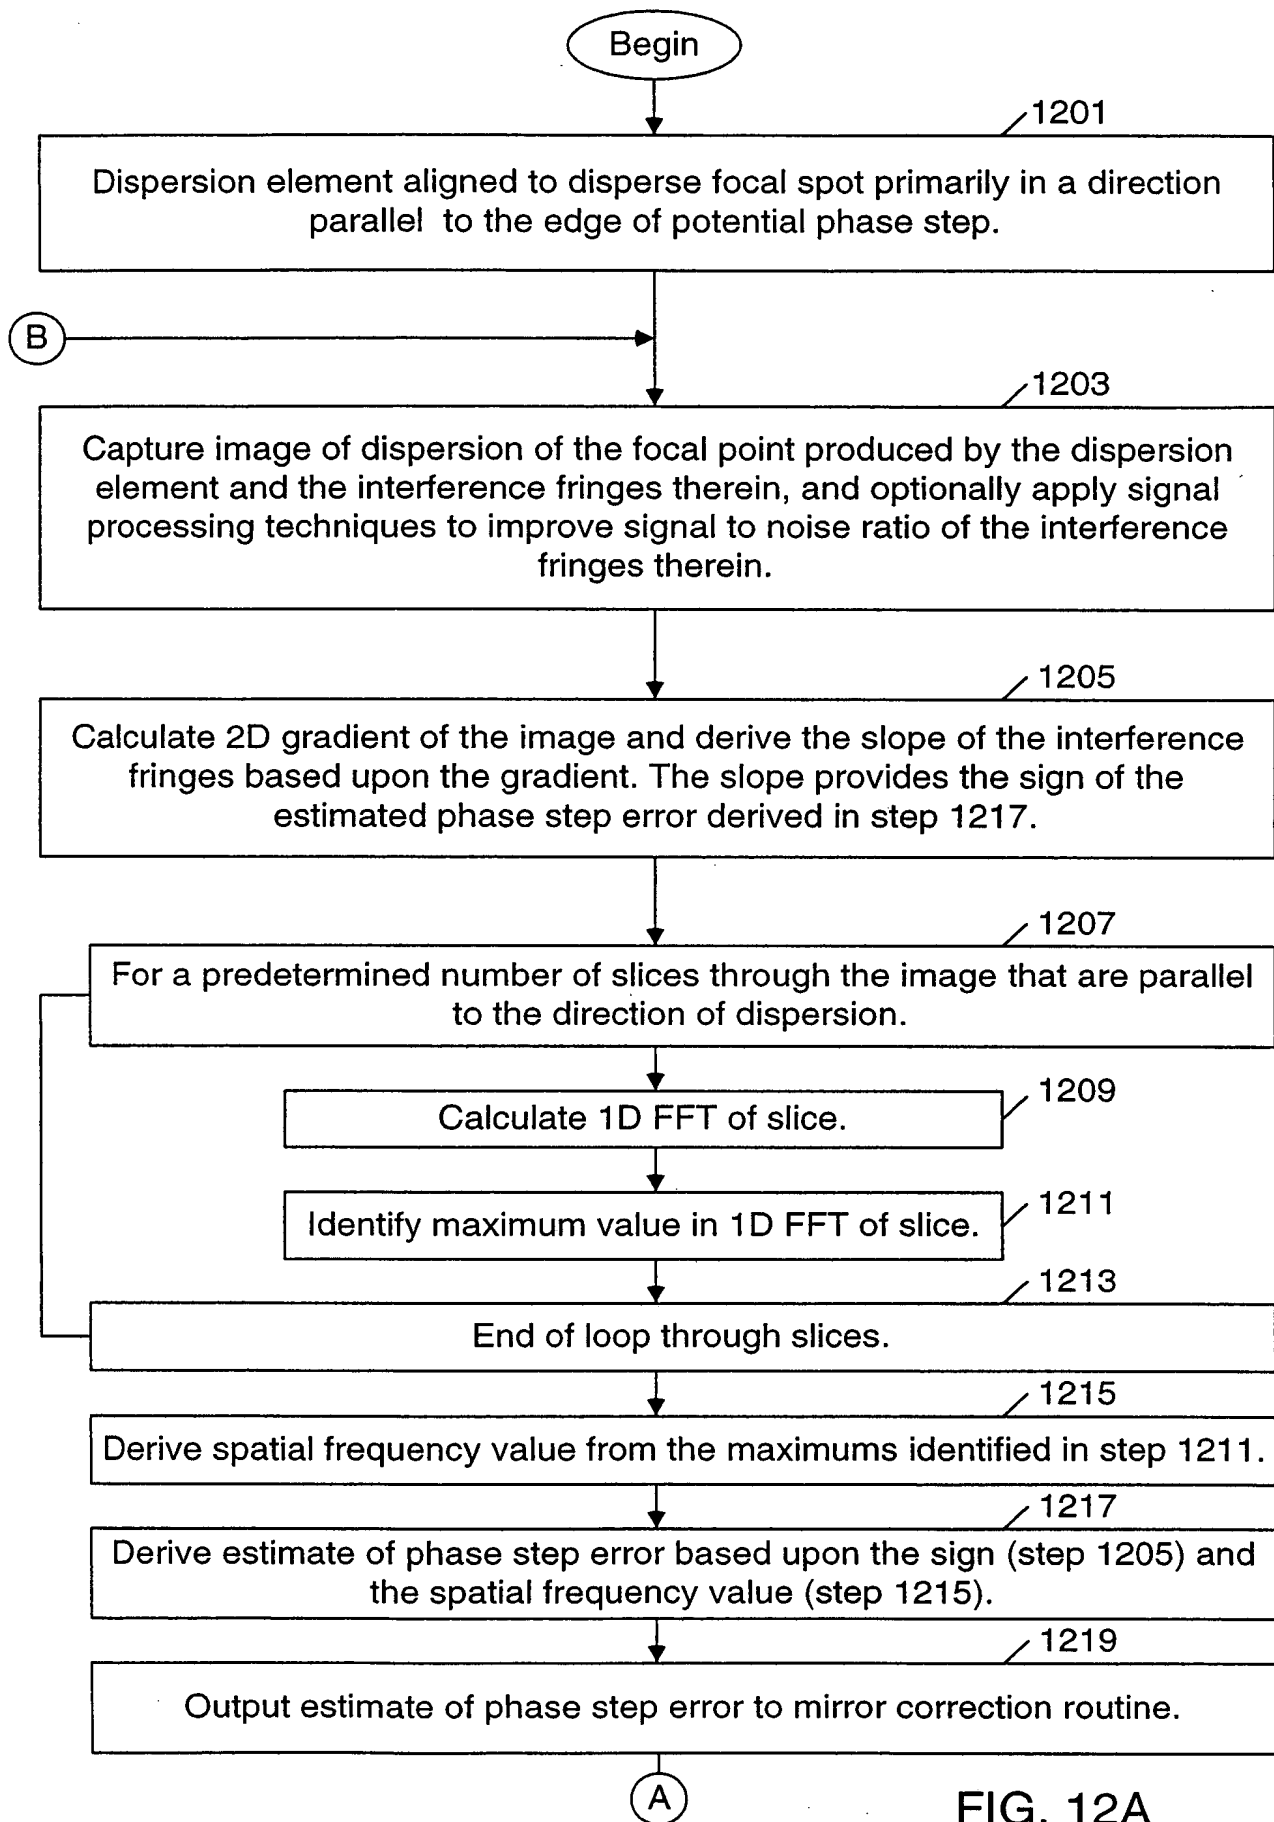 Begin
1201
Dispersion element aligned to disperse focal spot primarily in a direction
parallel to the edge of potential phase step.
B
1203
Capture image of dispersion of the focal point produced by the dispersion
element and the interference fringes therein, and optionally apply signal
processing techniques to improve signal to noise ratio of the interference
fringes therein.
1205
Calculate 2D gradient of the image and derive the slope of the interference
fringes based upon the gradient. The slope provides the sign of the
estimated phase step error derived in step 1217.
1207
For a predetermined number of slices through the image that are parallel
to the direction of dispersion.
1209
Calculate 1D FFT of slice.
1211
Identify maximum value in 1D FFT of slice.
1213
End of loop through slices.
1215
Derive spatial frequency value from the maximums identified in step 1211.
1217
Derive estimate of phase step error based upon the sign (step 1205) and
the spatial frequency value (step 1215).
1219
Output estimate of phase step error to mirror correction routine.
A
FIG. 12A